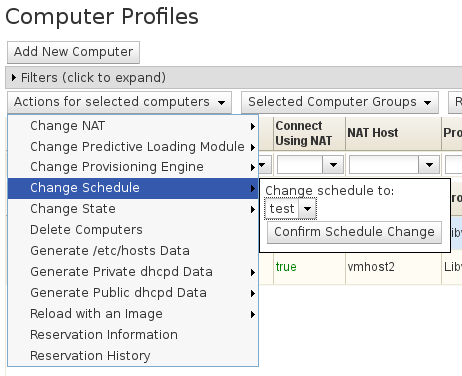 Computer Profiles
Add New Computer
Filters (click to expand)
Actions for selected computers
Selected Computer Groups
Change NAT
Change Predictive Loading Module
Change Provisioning Engine
Change Schedule
Change State
Delete Computers
Generate /etc/hosts Data
Generate Private dhcpd Data
Generate Public dhcpd Data
Reload with an Image
Reservation Information
Reservation History
Connect
Using NAT
NAT Host
Change schedule to:
test
Confirm Schedule Change
true
vmhost2